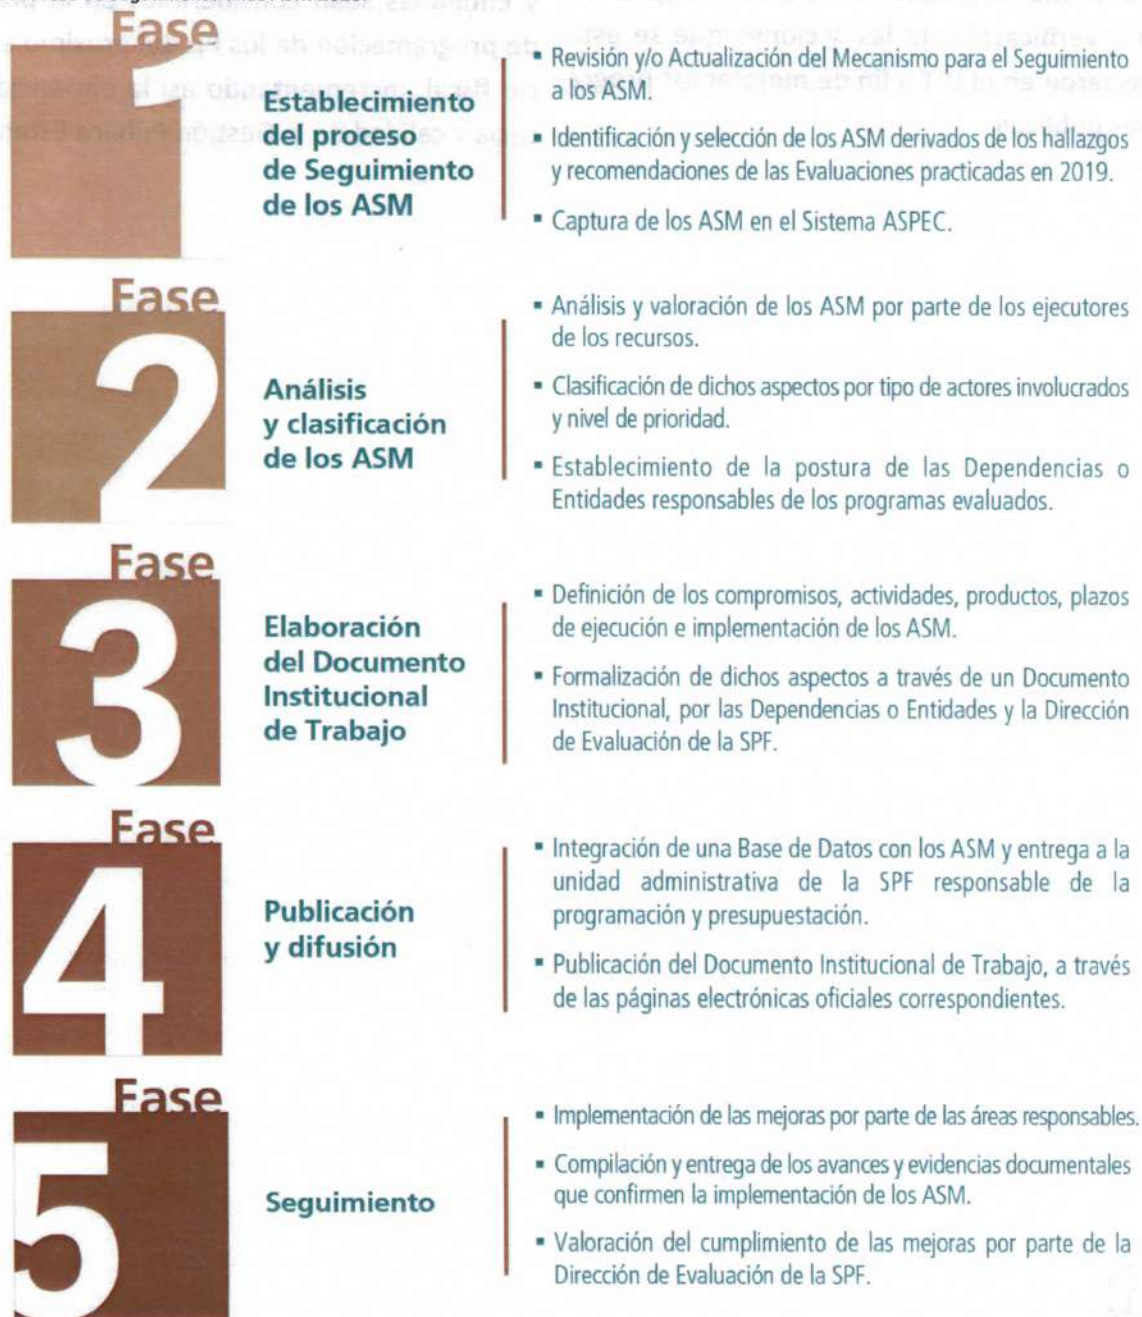 Fase
1
Establecimiento
del proceso
de Seguimiento
de los ASM
▪ Revisión y/o Actualización del Mecanismo para el Seguimiento
a los ASM.
▪ Identificación y selección de los ASM derivados de los hallazgos
y recomendaciones de las Evaluaciones practicadas en 2019.
▪ Captura de los ASM en el Sistema ASPEC.
Fase
2
Análisis
y clasificación
de los ASM
▪ Análisis y valoración de los ASM por parte de los ejecutores
de los recursos.
▪ Clasificación de dichos aspectos por tipo de actores involucrados
y nivel de prioridad.
▪ Establecimiento de la postura de las Dependencias o
Entidades responsables de los programas evaluados.
Fase
3
Elaboración
del Documento
Institucional
de Trabajo
▪ Definición de los compromisos, actividades, productos, plazos
de ejecución e implementación de los ASM.
▪ Formalización de dichos aspectos a través de un Documento
Institucional, por las Dependencias o Entidades y la Dirección
de Evaluación de la SPF.
Fase
4
Publicación
y difusión
▪ Integración de una Base de Datos con los ASM y entrega a la
unidad administrativa de la SPF responsable de la
programación y presupuestación.
▪ Publicación del Documento Institucional de Trabajo, a través
de las páginas electrónicas oficiales correspondientes.
Fase
5
Seguimiento
▪ Implementación de las mejoras por parte de las áreas responsables.
▪ Compilación y entrega de los avances y evidencias documentales
que confirmen la implementación de los ASM.
▪ Valoración del cumplimiento de las mejoras por parte de la
Dirección de Evaluación de la SPF.